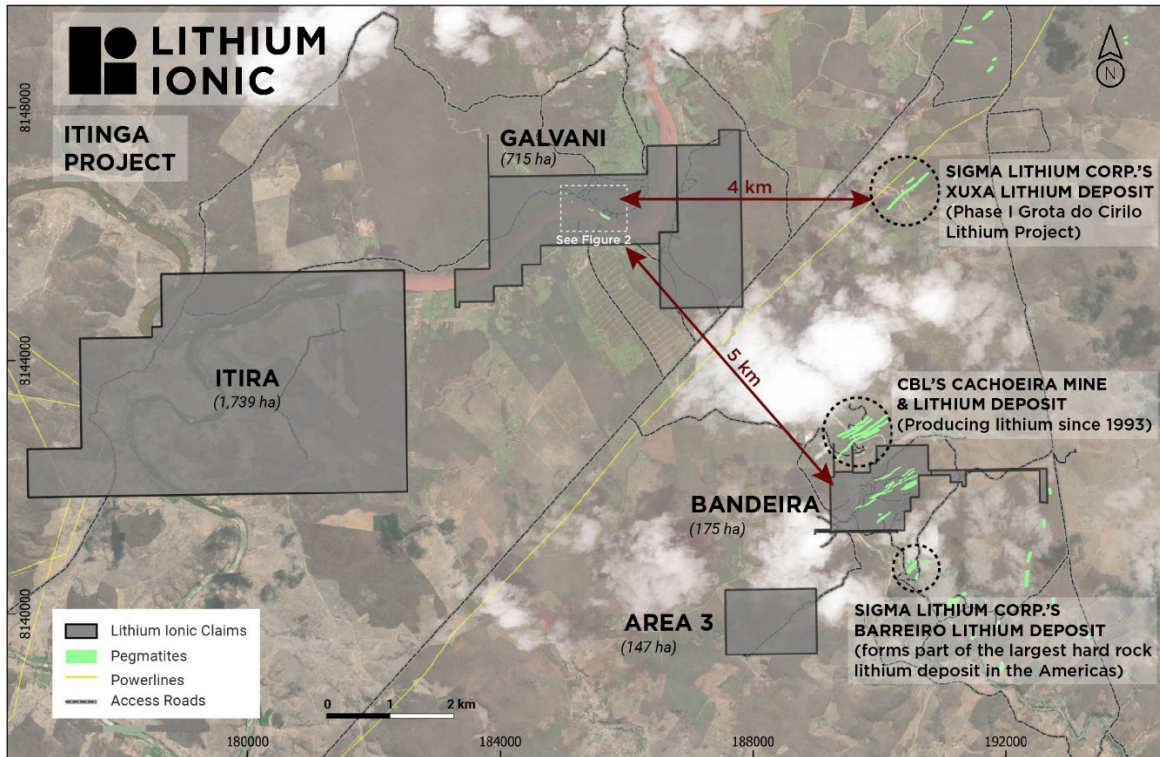 LITHIUM
IONIC
ITINGA
PROJECT
N
8148000
8144000
8140000
GALVANI
(715 ha)
See Figure 2
4 km
SIGMA LITHIUM CORP.'S
XUXA LITHIUM DEPOSIT
(Phase I Grota do Cirilo
Lithium Project)
ITIRA
(1,739 ha)
5 km
CBL'S CACHOEIRA MINE
& LITHIUM DEPOSIT
(Producing lithium since 1993)
BANDEIRA
(175 ha)
AREA 3
(147 ha)
SIGMA LITHIUM CORP.'S
BARREIRO LITHIUM DEPOSIT
(forms part of the largest hard rock
lithium deposit in the Americas)
Lithium Ionic Claims
Pegmatites
Powerlines
Access Roads
0 1 2 km
180000 184000 188000 192000